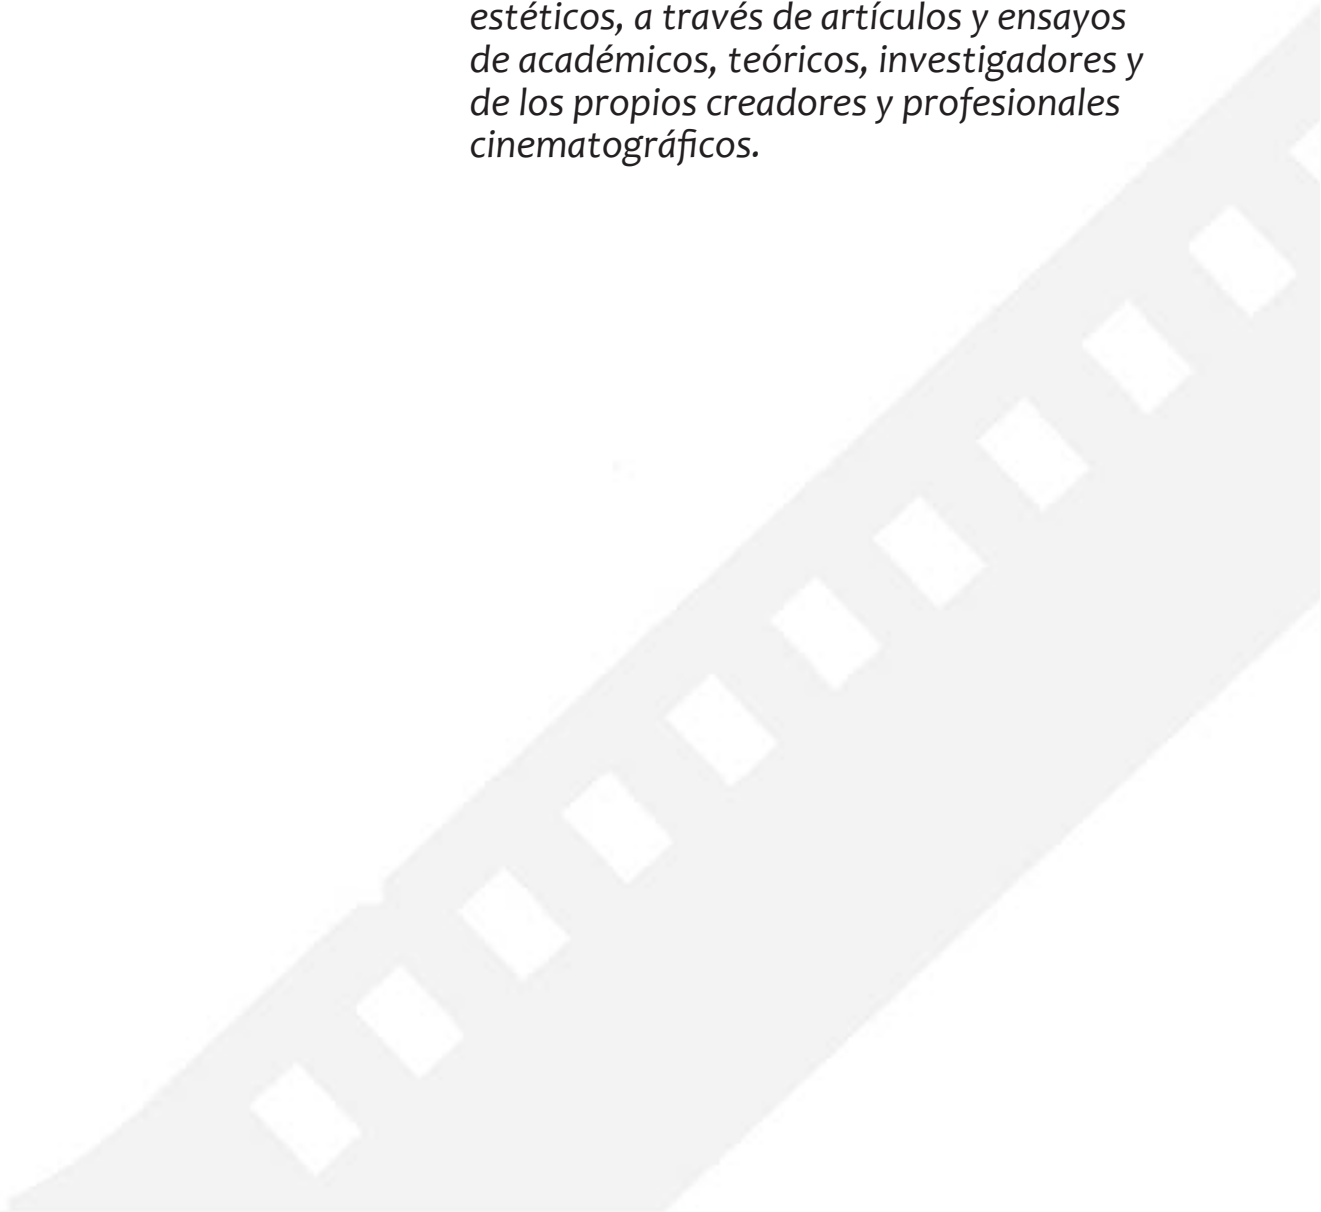 estéticos, a través de artículos y ensayos
de académicos, teóricos, investigadores y
de los propios creadores y profesionales
cinematográficos.